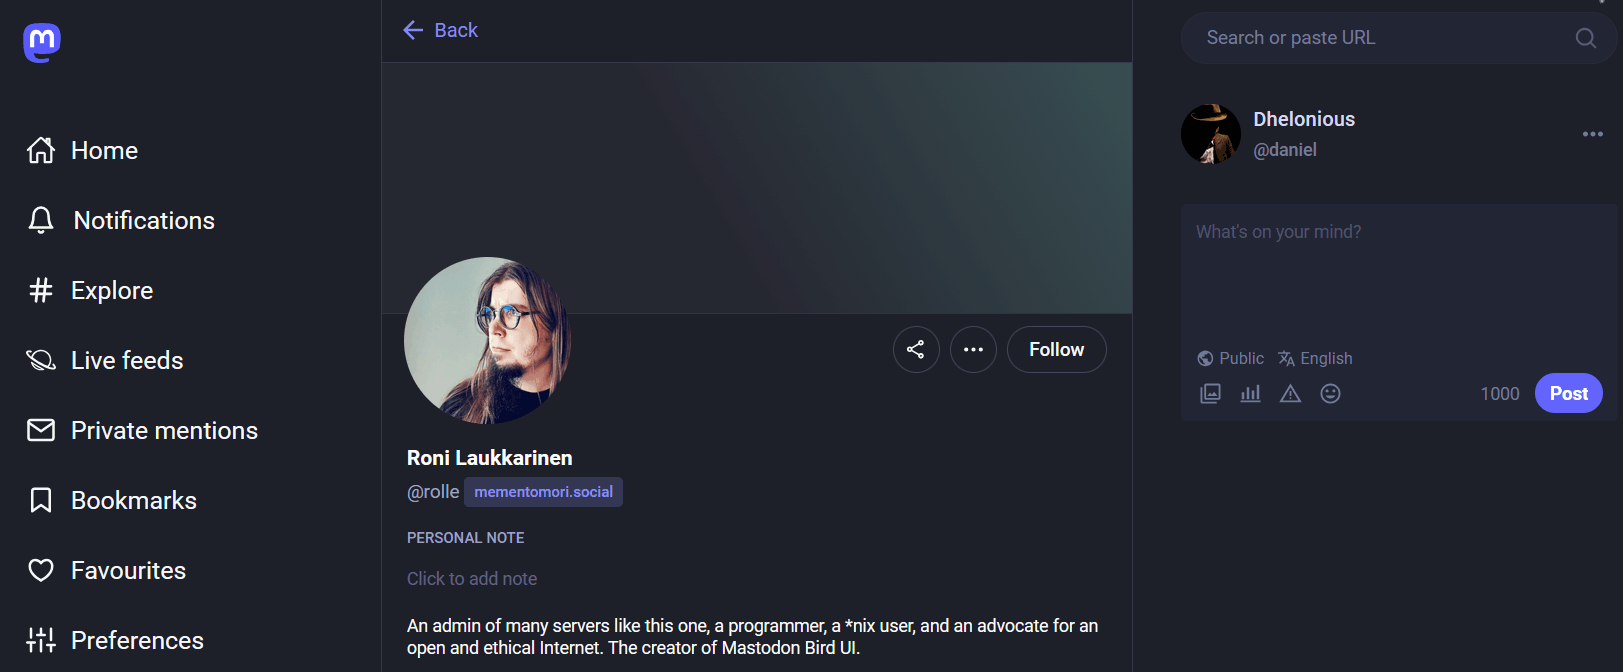 Home
Notifications
Explore
Live feeds
Private mentions
Bookmarks
Favourites
Preferences
Back
Follow
Roni Laukkarinen
@rolle mementomori.social
PERSONAL NOTE
Click to add note
An admin of many servers like this one, a programmer, a *nix user, and an advocate for an
open and ethical Internet. The creator of Mastodon Bird UI.
Search or paste URL
Dhelonious
@daniel
What's on your mind?
Public English
1000 Post